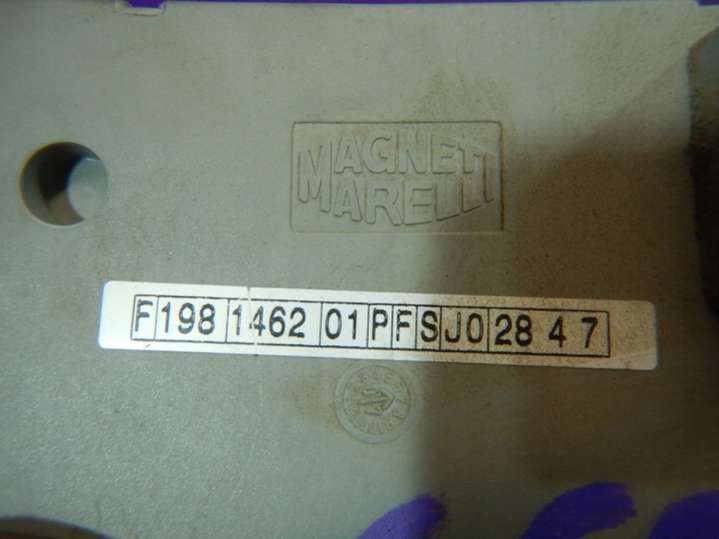 MAGNETI
MARELLI
F 198 1462 01 P F S J0 28 4 7